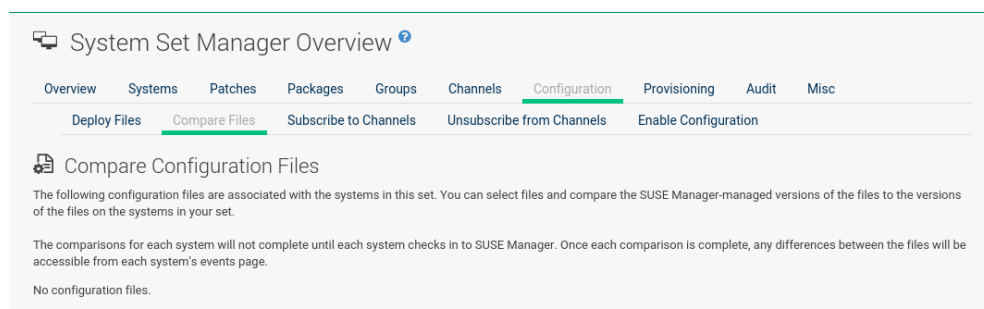 System Set Manager Overview ?
Overview Systems Patches Packages Groups Channels Configuration Provisioning Audit Misc
Deploy Files Compare Files Subscribe to Channels Unsubscribe from Channels Enable Configuration
Compare Configuration Files
The following configuration files are associated with the systems in this set. You can select files and compare the SUSE Manager-managed versions of the files to the versions
of the files on the systems in your set.
The comparisons for each system will not complete until each system checks in to SUSE Manager. Once each comparison is complete, any differences between the files will be
accessible from each system's events page.
No configuration files.